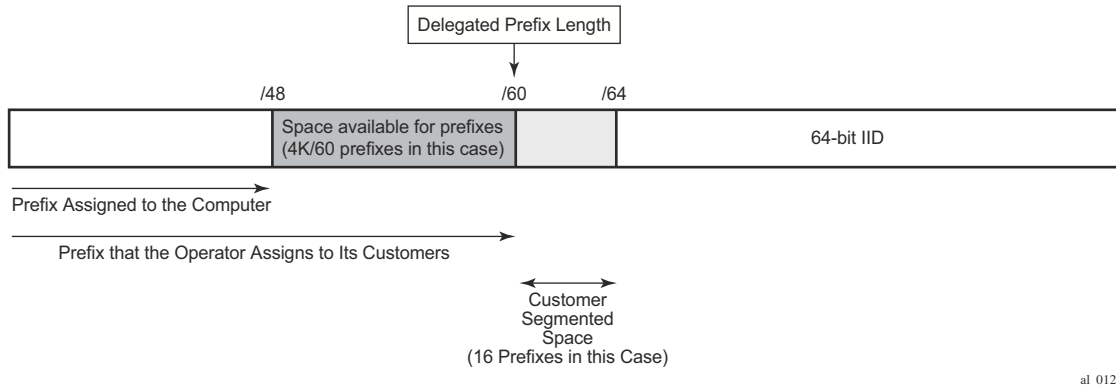 Delegated Prefix Length
/48
/60
/64
Space available for prefixes
(4K/60 prefixes in this case)
64-bit IID
Prefix Assigned to the Computer
Prefix that the Operator Assigns to Its Customers
Customer
Segmented
Space
(16 Prefixes in this Case)
al_012